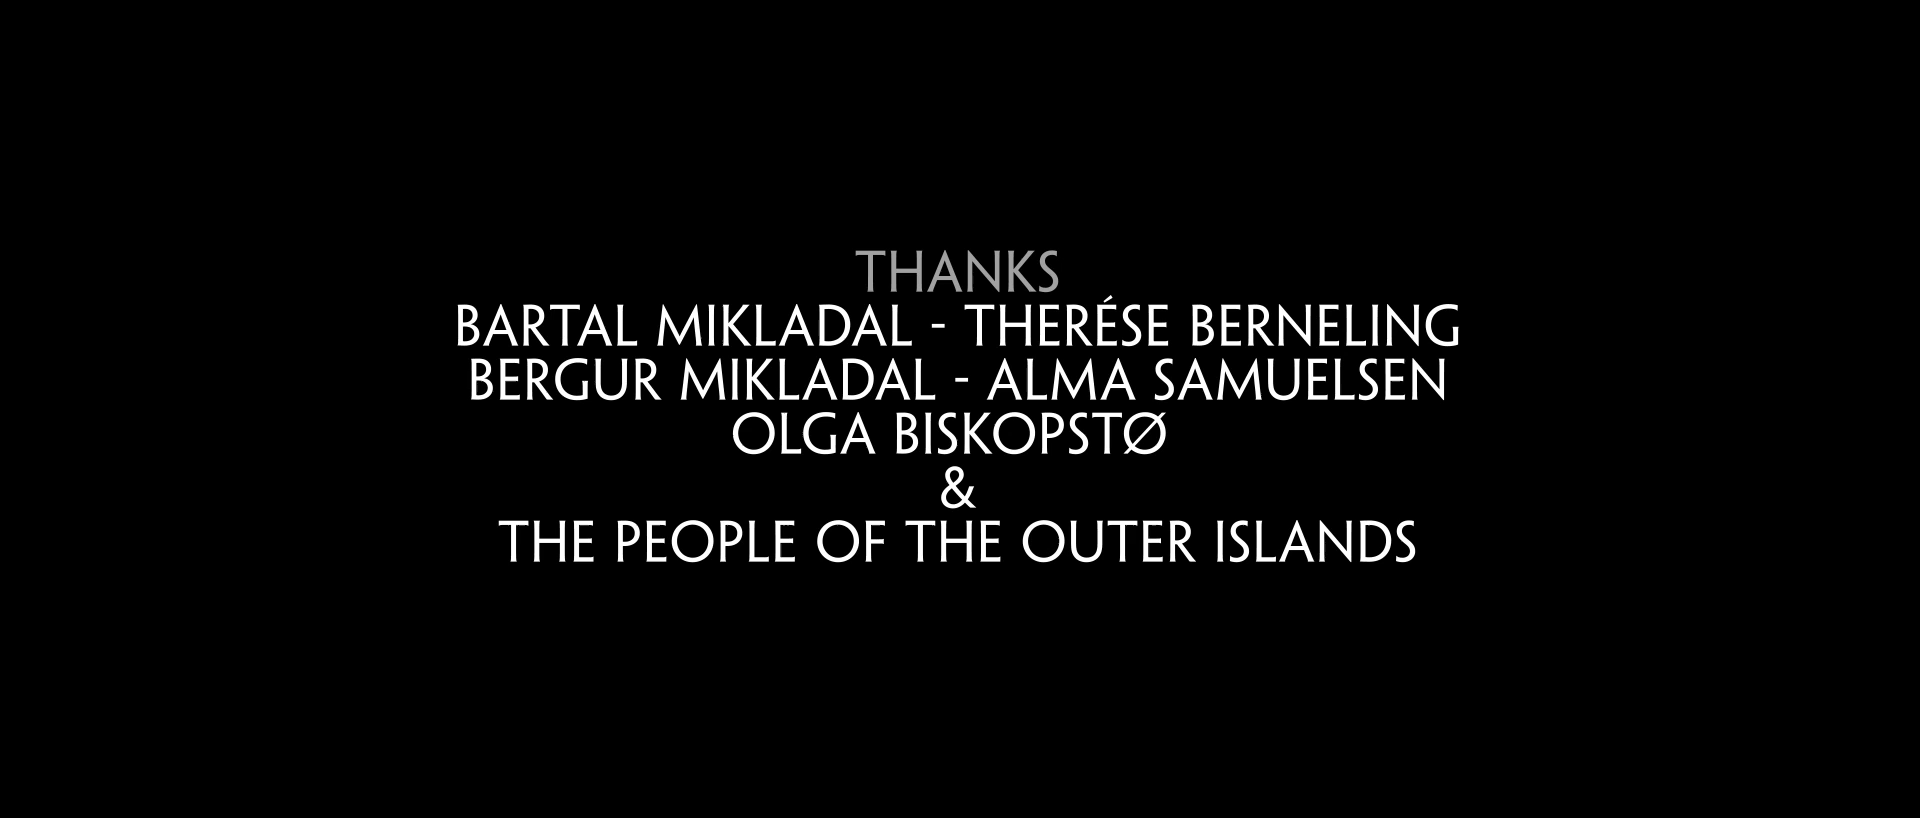 THANKS
BARTAL MIKLADAL - THERÉSE BERNELING
BERGUR MIKLADAL - ALMA SAMUELSEN
OLGA BISKOPSTØ
&
THE PEOPLE OF THE OUTER ISLANDS